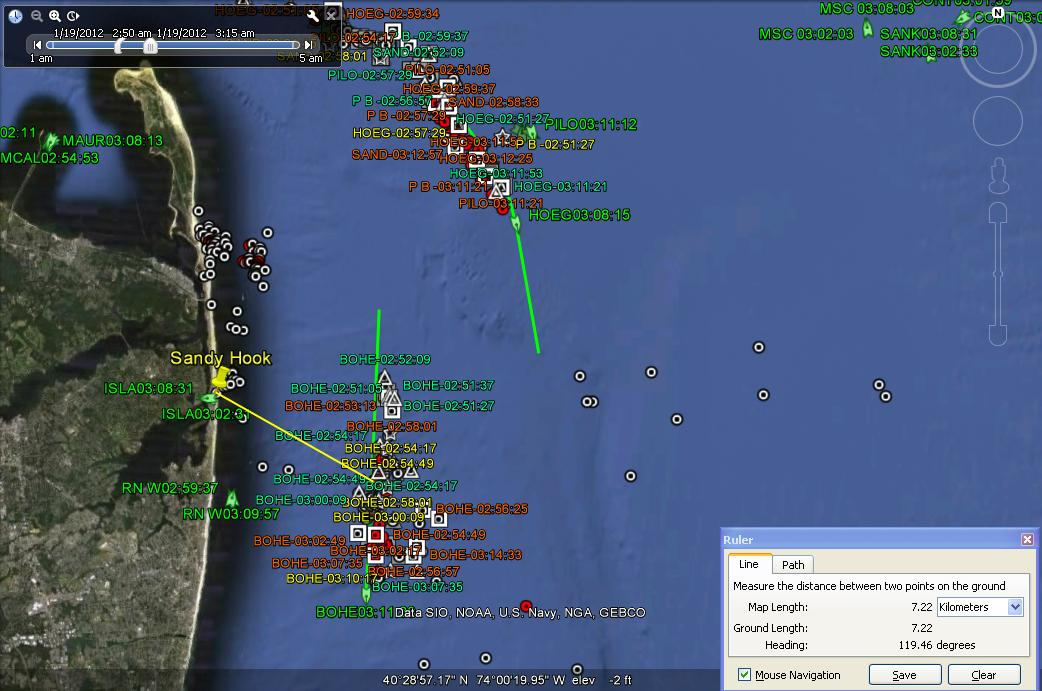 HOEG-02:59:34
MSC 03:08:03
1/19/2012 2:50 am
1/19/2012 3:15 am
1 am
5 am
N
MSC 03:02:03
SANK03:08:31
SANK03:02:33
SAND-02:52:09
PILO-02:57:29
PILO-02:51:05
HOEG-02:59:37
P B -02:56:57
SAND-02:58:33
P B -02:57:29
HOEG-02:51:27
PILO03:11:12
HOEG-02:57:29
P B -02:51:27
02:11
MAUR03:08:13
MCAL02:54:53
HOEG-03:12:25
HOEG-03:11:53
P B -03:11:21
HOEG-03:11:21
PILO-03:11:21
HOEG03:08:15
Sandy Hook
BOHE-02:52:09
ISLA03:08:31
BOHE-02:51:05
BOHE-02:51:37
BOHE-02:53:13
BOHE-02:51:27
ISLA03:02:31
BOHE-02:58:01
BOHE-02:54:17
BOHE-02:54:17
BOHE-02:54:49
BOHE-02:54:49
BOHE-02:54:17
RN W02:59:37
BOHE-03:00:09
BOHE-02:58:01
BOHE-02:56:25
RN W03:09:57
BOHE-03:00:09
BOHE-03:02:49
BOHE-02:54:49
BOHE-03:02:17
BOHE-03:14:33
BOHE-03:07:35
BOHE-02:56:57
BOHE-03:10:17
BOHE-03:07:35
Data SIO, NOAA, U.S. Navy, NGA, GEBCO
40:28:57.17" N 74:00:19.95" W elev -2 ft
Ruler
Line Path
Measure the distance between two points on the ground
Map Length: 7.22 Kilometers
Ground Length: 7.22
Heading: 119.46 degrees
Mouse Navigation
Save
Clear